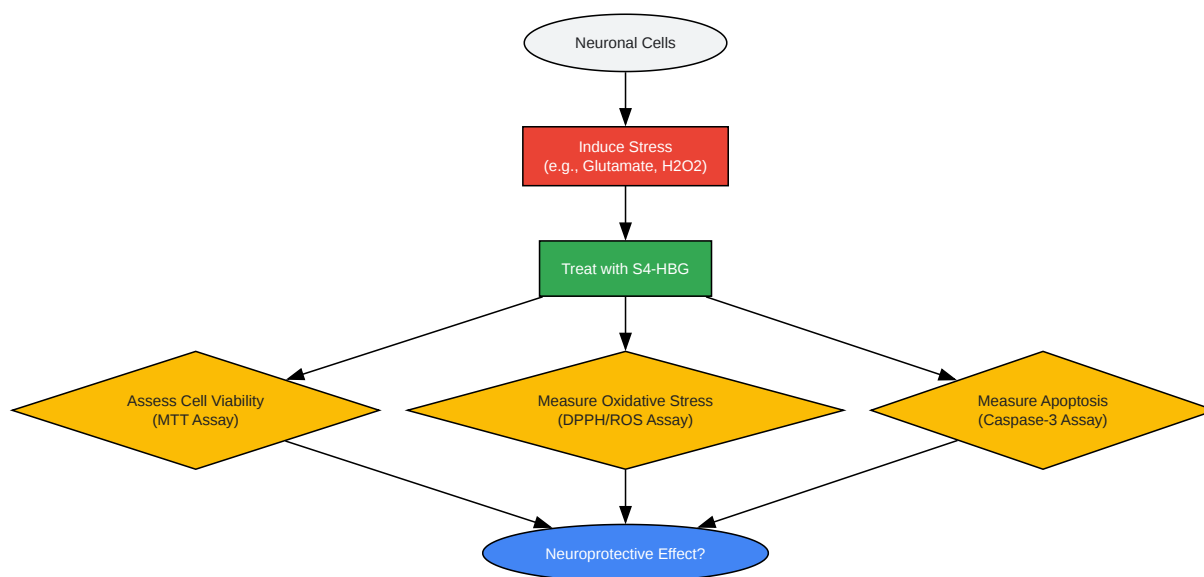 Neuronal Cells
Induce Stress
(e.g., Glutamate, H2O2)
Treat with S4-HBG
Assess Cell Viability
(MTT Assay)
Measure Oxidative Stress
(DPPH/ROS Assay)
Measure Apoptosis
(Caspase-3 Assay)
Neuroprotective Effect?